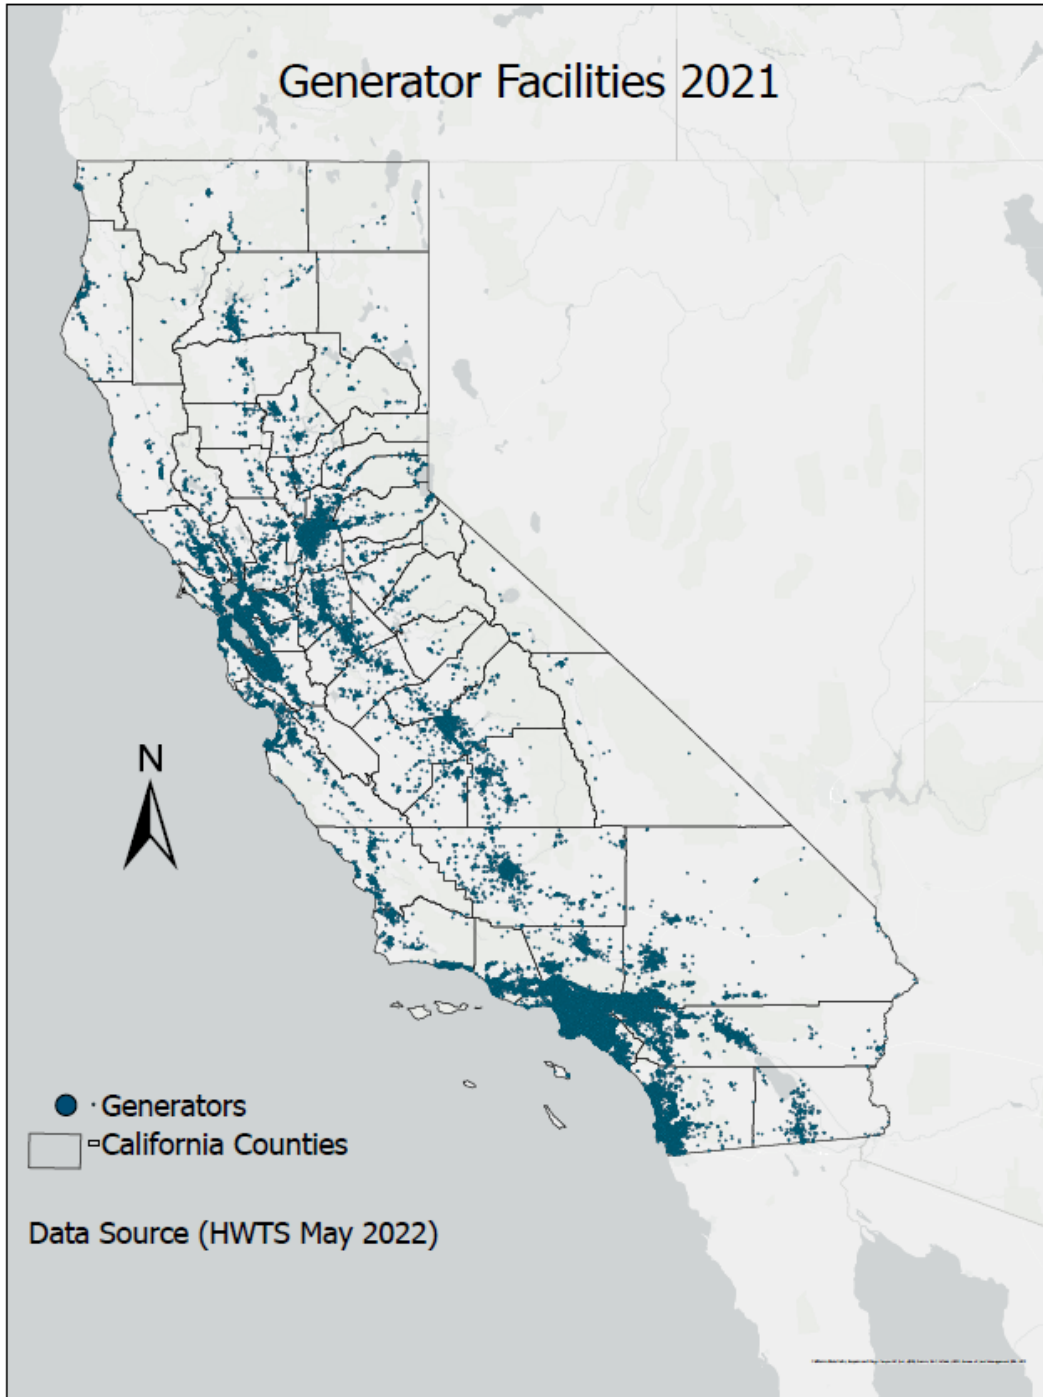 Generator Facilities 2021
N
Generators
California Counties
Data Source (HWTS May 2022)